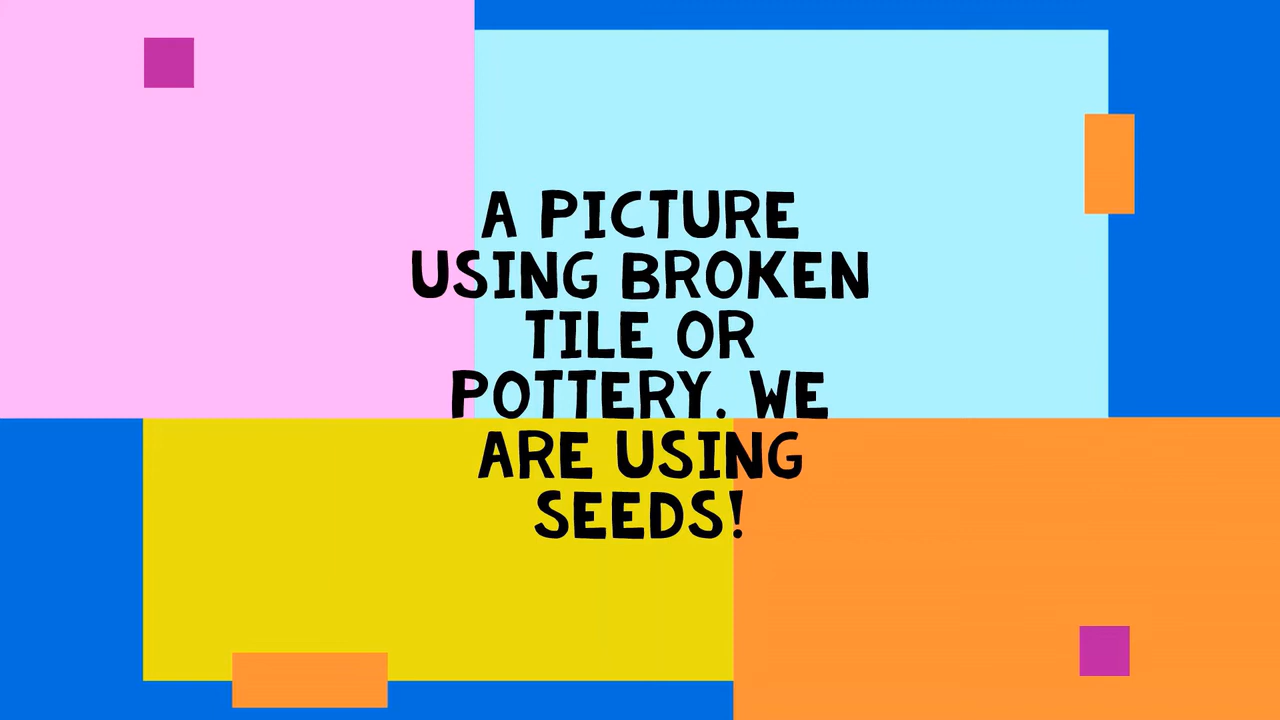 A PICTURE
USING BROKEN
TILE OR
POTTERY. WE
ARE USING
SEEDS!